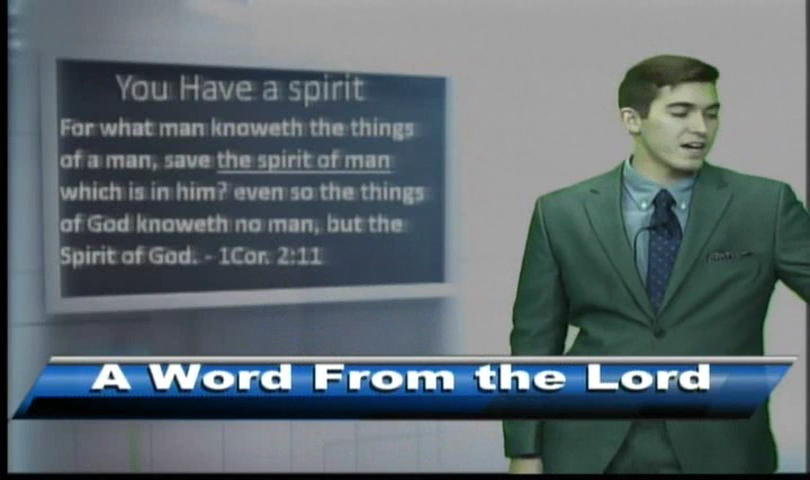 You Have a spirit
For what man knoweth the things
of a man, save the spirit of man
which is in him? even so the things
of God knoweth no man, but the
Spirit of God. - 1Cor. 2:11
A Word From the Lord